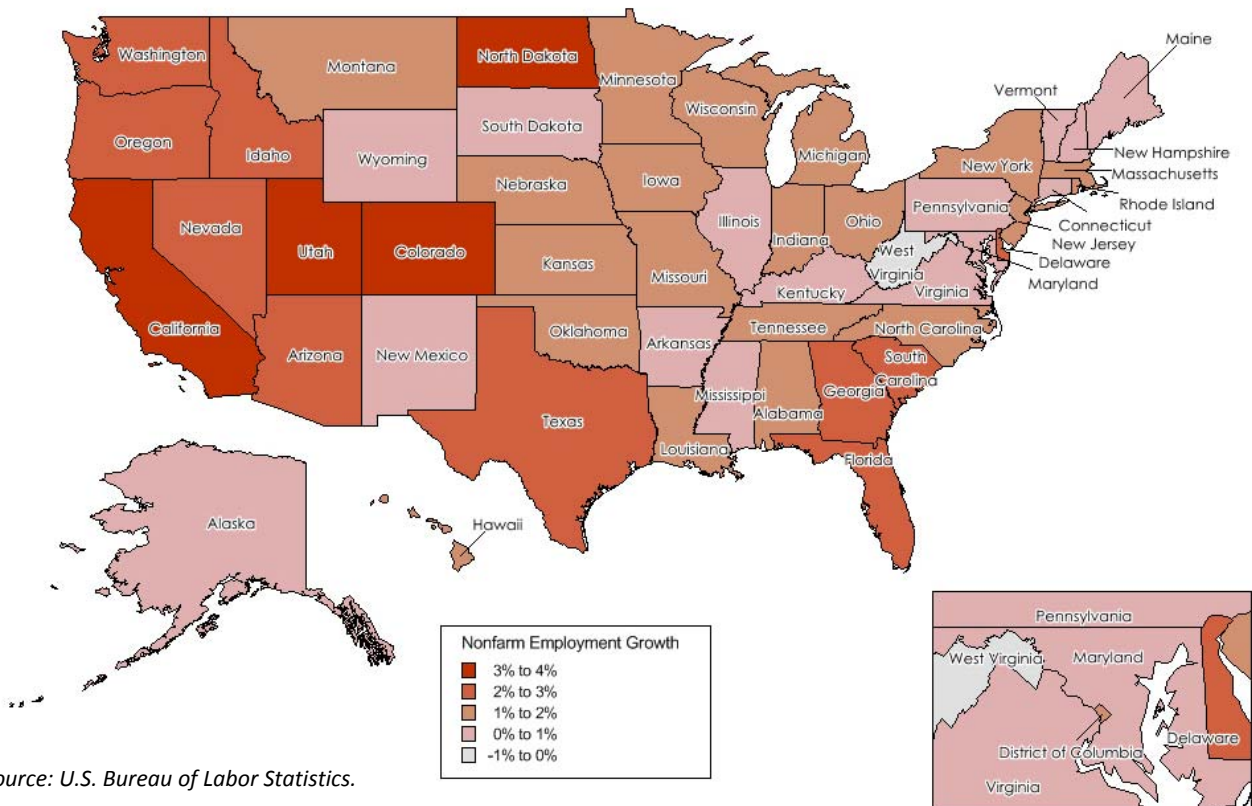 Maine
Washington
North Dakota
Montana
Minnesota
Vermont
Wisconsin
South Dakota
Oregon
Idaho
New Hampshire
Michigan
Wyoming
New York
Massachusetts
Nebraska
Iowa
Rhode Island
Pennsylvania
Illinois
Ohio
Connecticut
Nevada
Indiana
New Jersey
Utah
Colorado
West
Virginia
Delaware
Kansas
Missouri
Maryland
Kentucky
Virginia
California
Oklahoma
Tennessee
North Carolina
Arizona
New Mexico
Arkansas
South
Carolina
Georgia
Mississippi
Alabama
Texas
Louisiana
Florida
Alaska
Hawaii
Nonfarm Employment Growth
3% to 4%
2% to 3%
1% to 2%
0% to 1%
-1% to 0%
Pennsylvania
West Virginia
Maryland
Delaware
District of Columbia
Virginia
ource: U.S. Bureau of Labor Statistics.